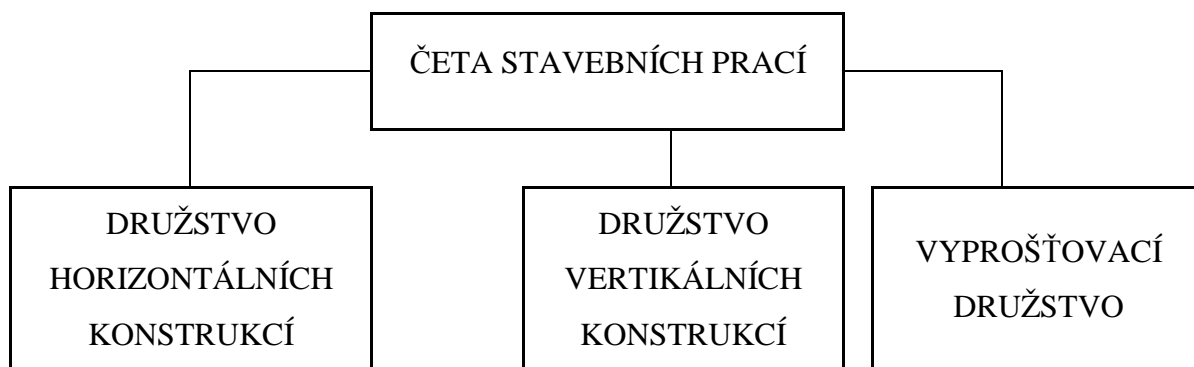 ČETA STAVEBNÍCH PRACÍ
DRUŽSTVO
HORIZONTÁLNÍCH
KONSTRUKCÍ
DRUŽSTVO
VERTIKÁLNÍCH
KONSTRUKCÍ
VYPROŠŤOVACÍ
DRUŽSTVO